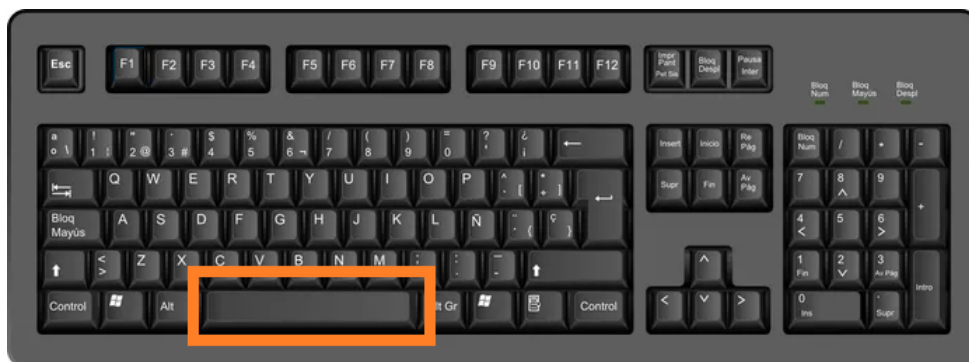 Esc F1 F2 F3 F4 F5 F6 F7 F8 F9 F10 F11 F12
Impr
Pant
Pet Sis
Bloq
Despl
Pausa
Inter
Bloq
Num
Bloq
Mayús
Bloq
Despl
a ! " · $ % & / ( ) = ? ¿
o \ 1 2 @ 3 # 4 5 6 ¬ 7 8 9 0 ' ¡ ←
Insert Inicio Re
Pág
Bloq
Num / * -
Q W E R T Y U I O P ^ [ * + ]
Supr Fin Av
Pág
7 8 9 +
Bloq
Mayús
A S D F G H J K L Ñ ¨ { Ç }
4 5 6
< >
< > Z X C V B N M ; : -
1 2 3
Fin Av Pág
Intro
Control Alt lt Gr Control
0 .
Ins Supr